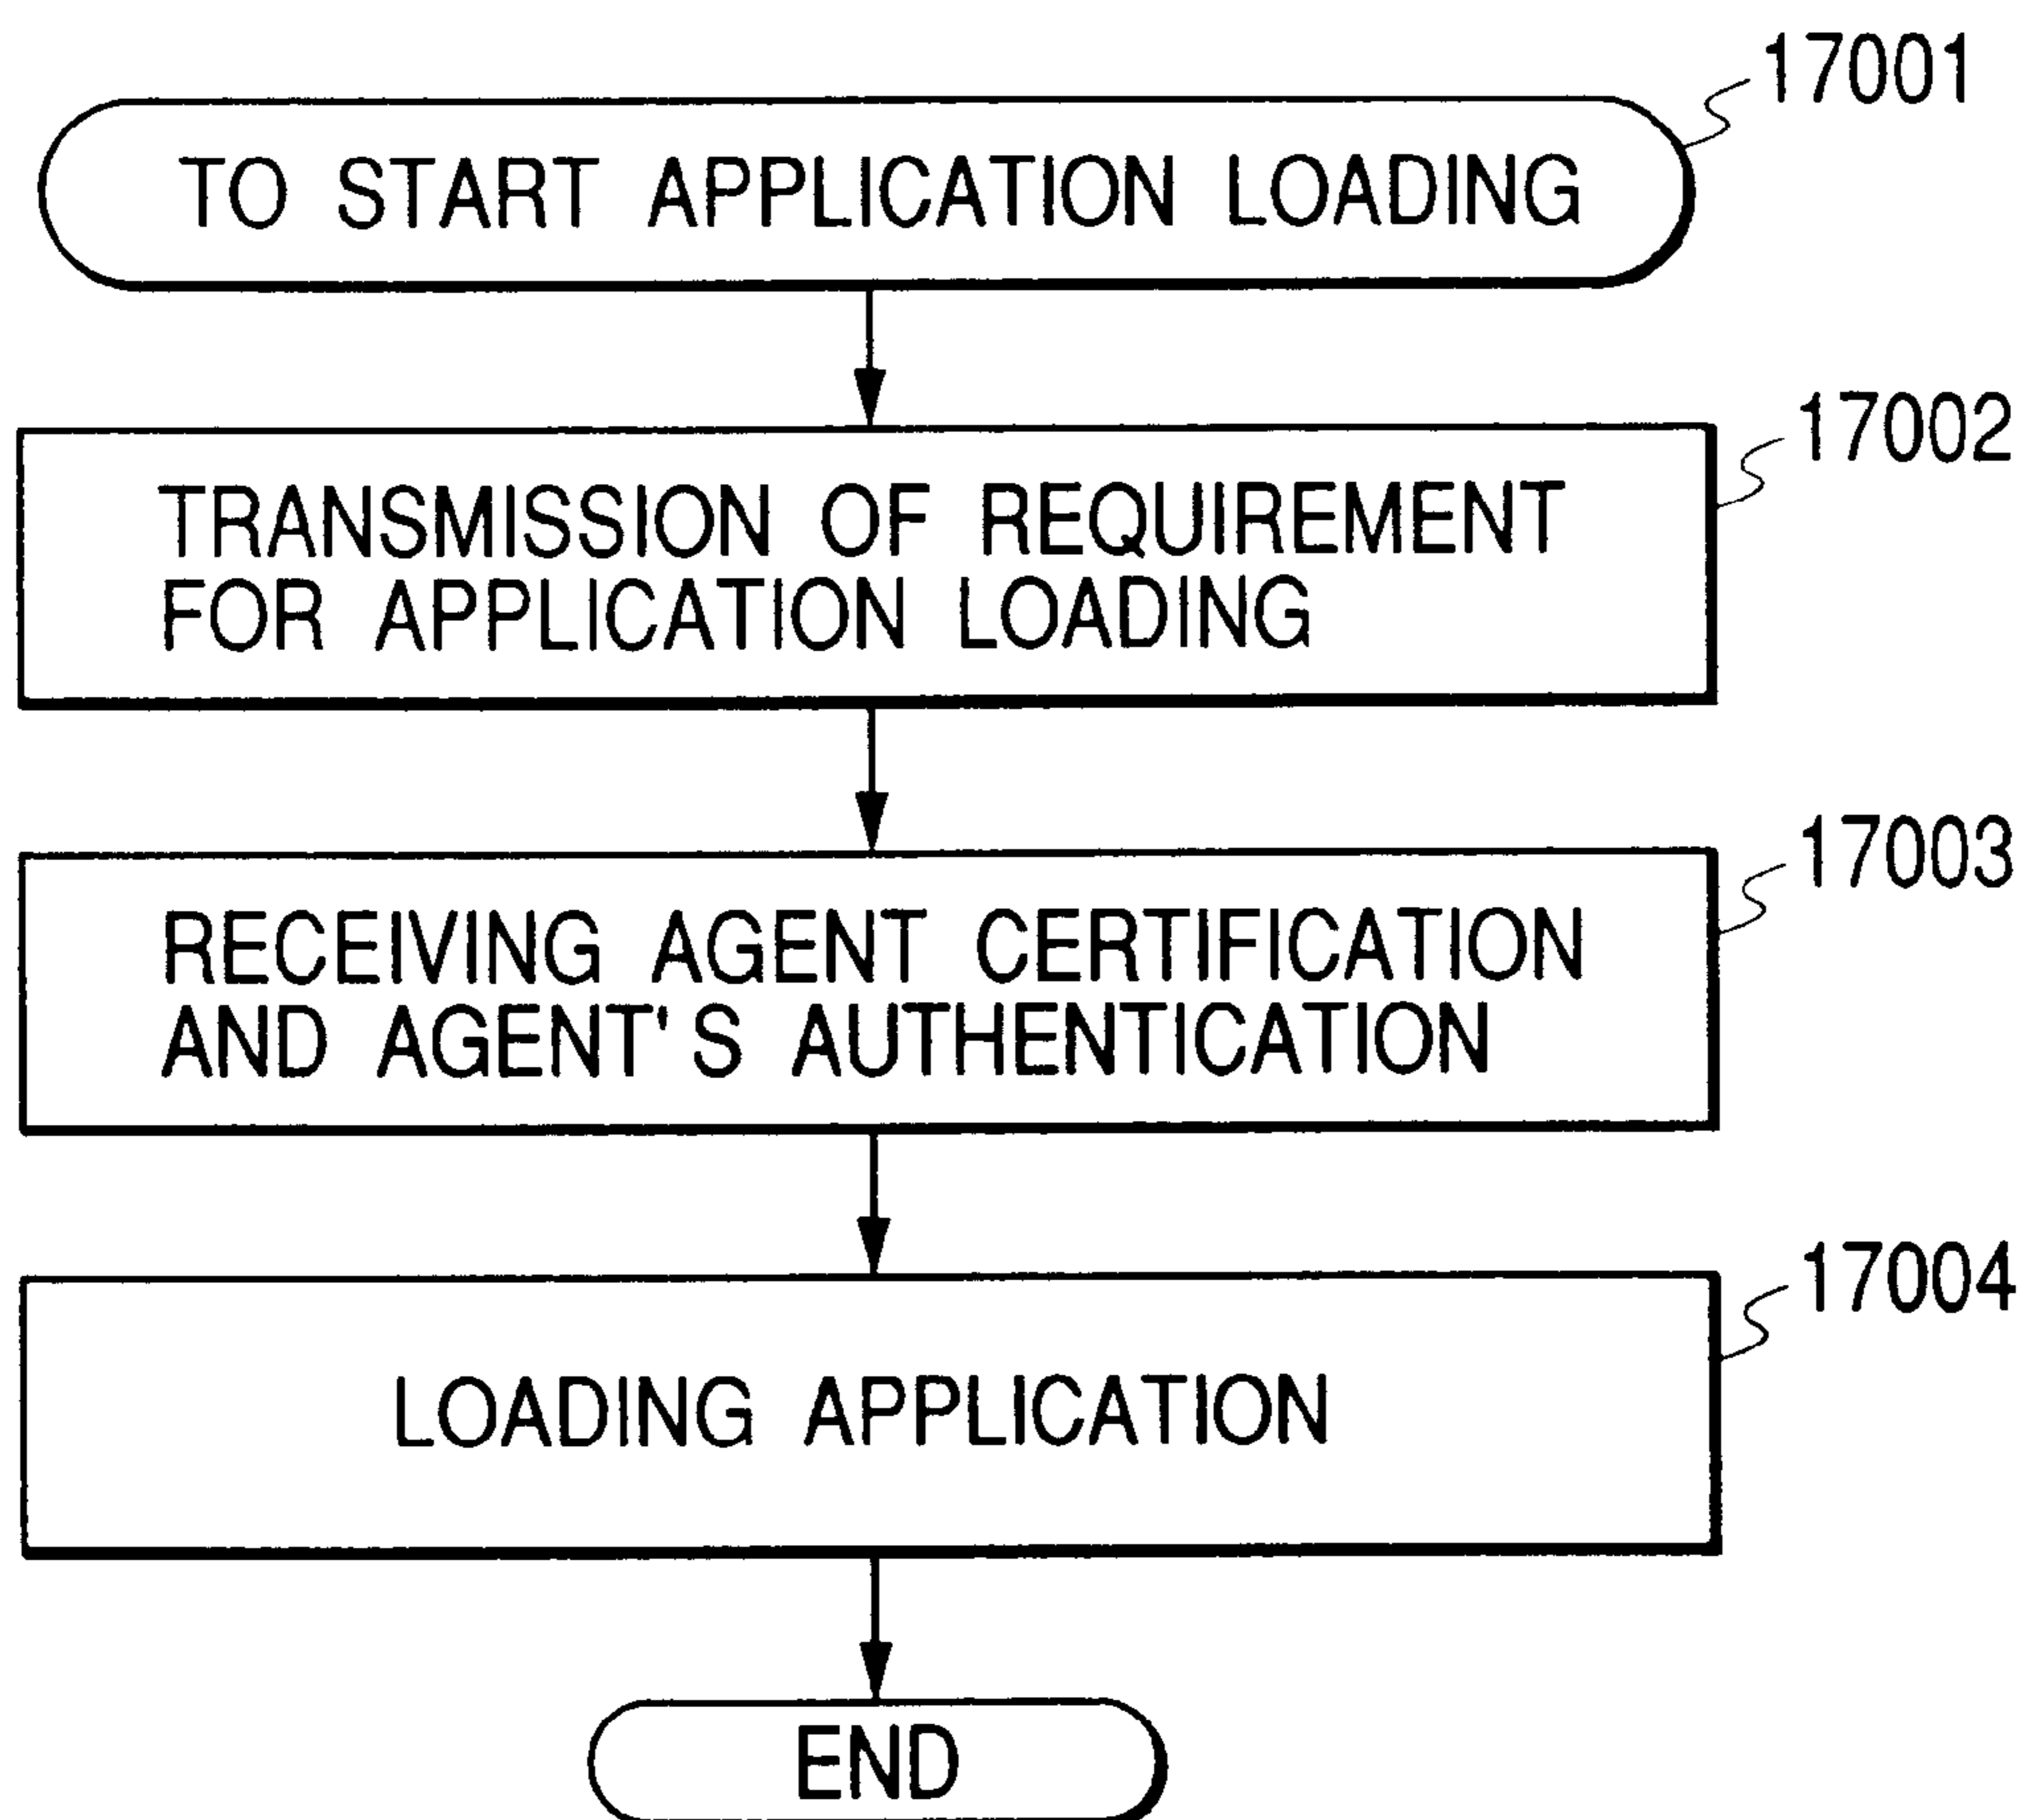 17001
TO START APPLICATION LOADING
17002
TRANSMISSION OF REQUIREMENT
FOR APPLICATION LOADING
17003
RECEIVING AGENT CERTIFICATION
AND AGENT'S AUTHENTICATION
17004
LOADING APPLICATION
END